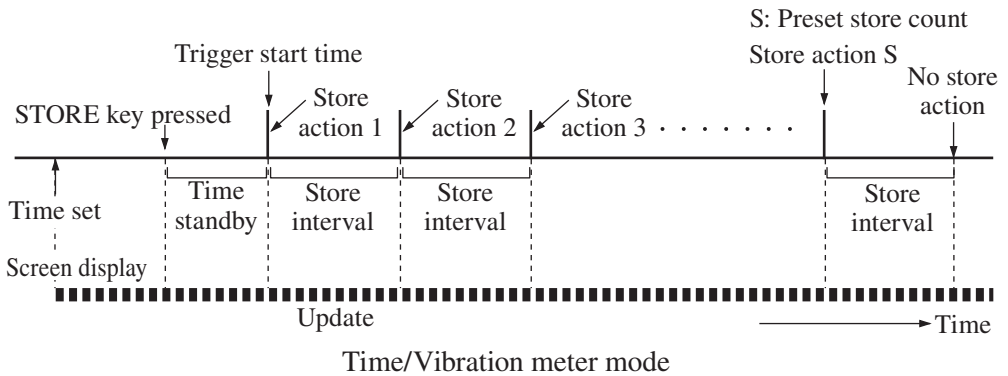 S: Preset store count
Trigger start time
Store action S
No store
action
STORE key pressed
Store
action 1
Store
action 2
Store
action 3
Time set
Time
standby
Store
interval
Store
interval
Store
interval
Screen display
Update
Time
Time/Vibration meter mode